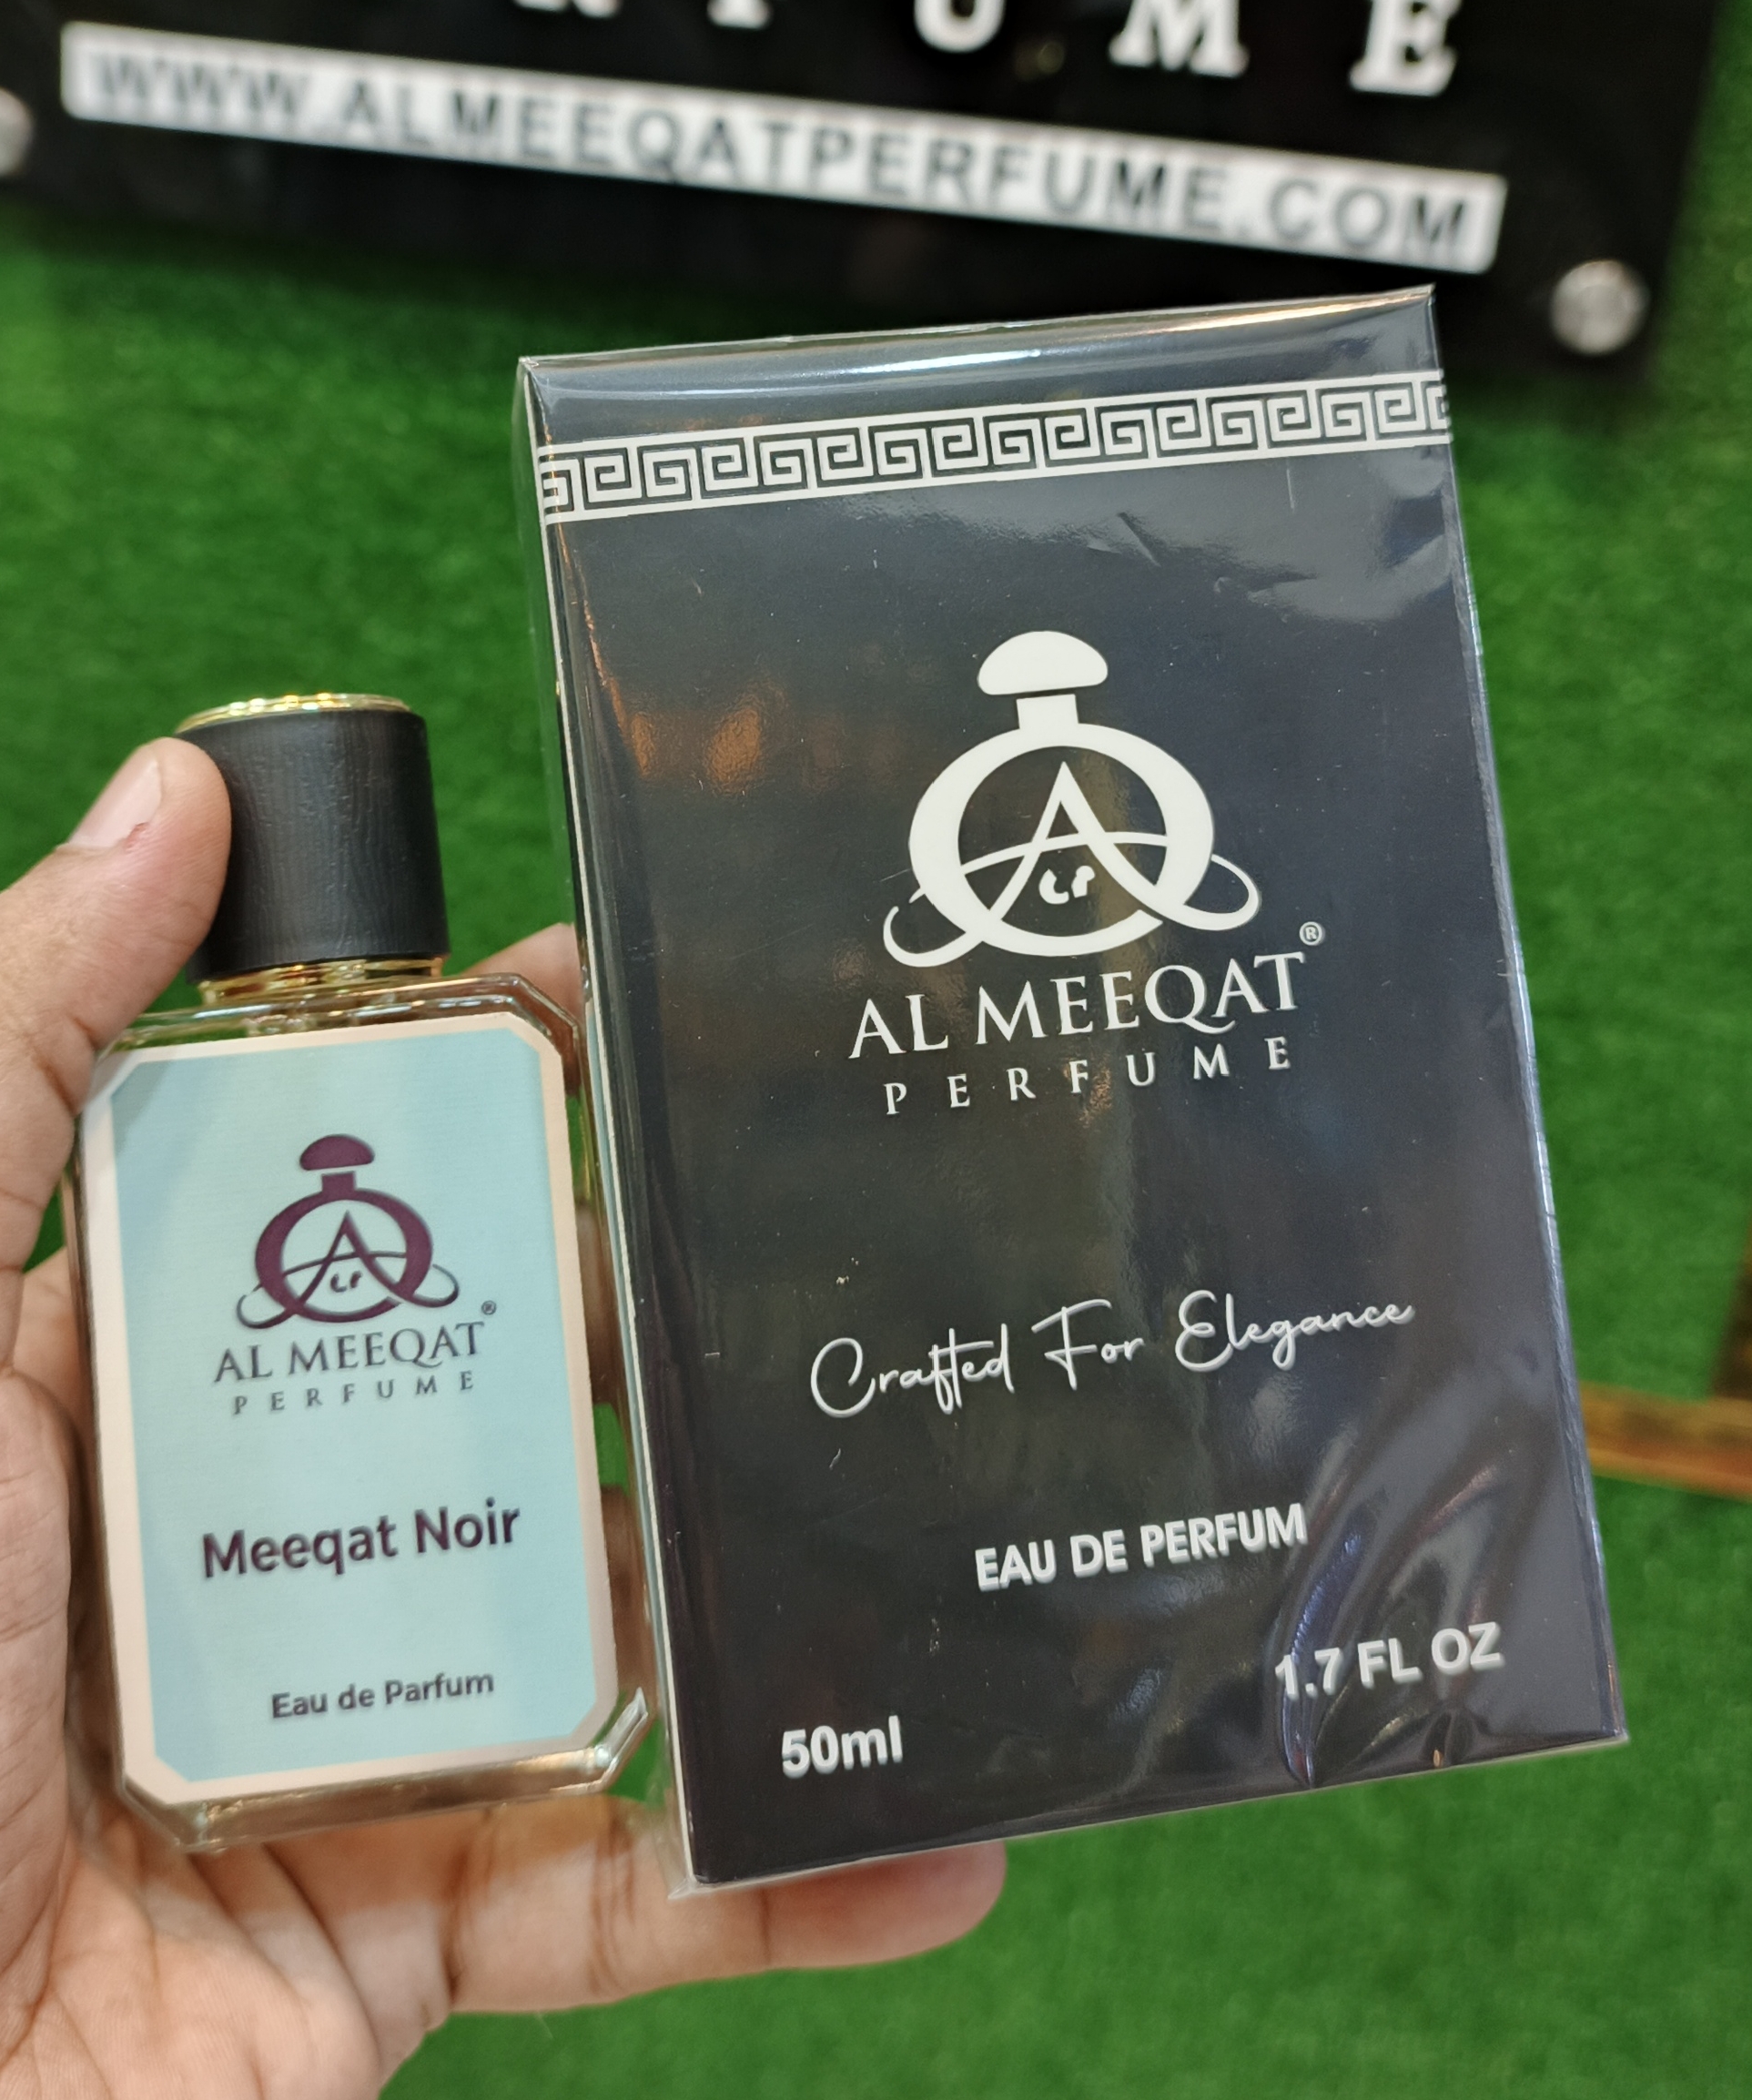 WWW.ALMEEQATPERFUME.COM
AL MEEQAT®
PERFUME
Crafted For Elegance
EAU DE PERFUM
1.7 FL OZ
50ml
AL MEEQAT®
PERFUME
Meeqat Noir
Eau de Parfum